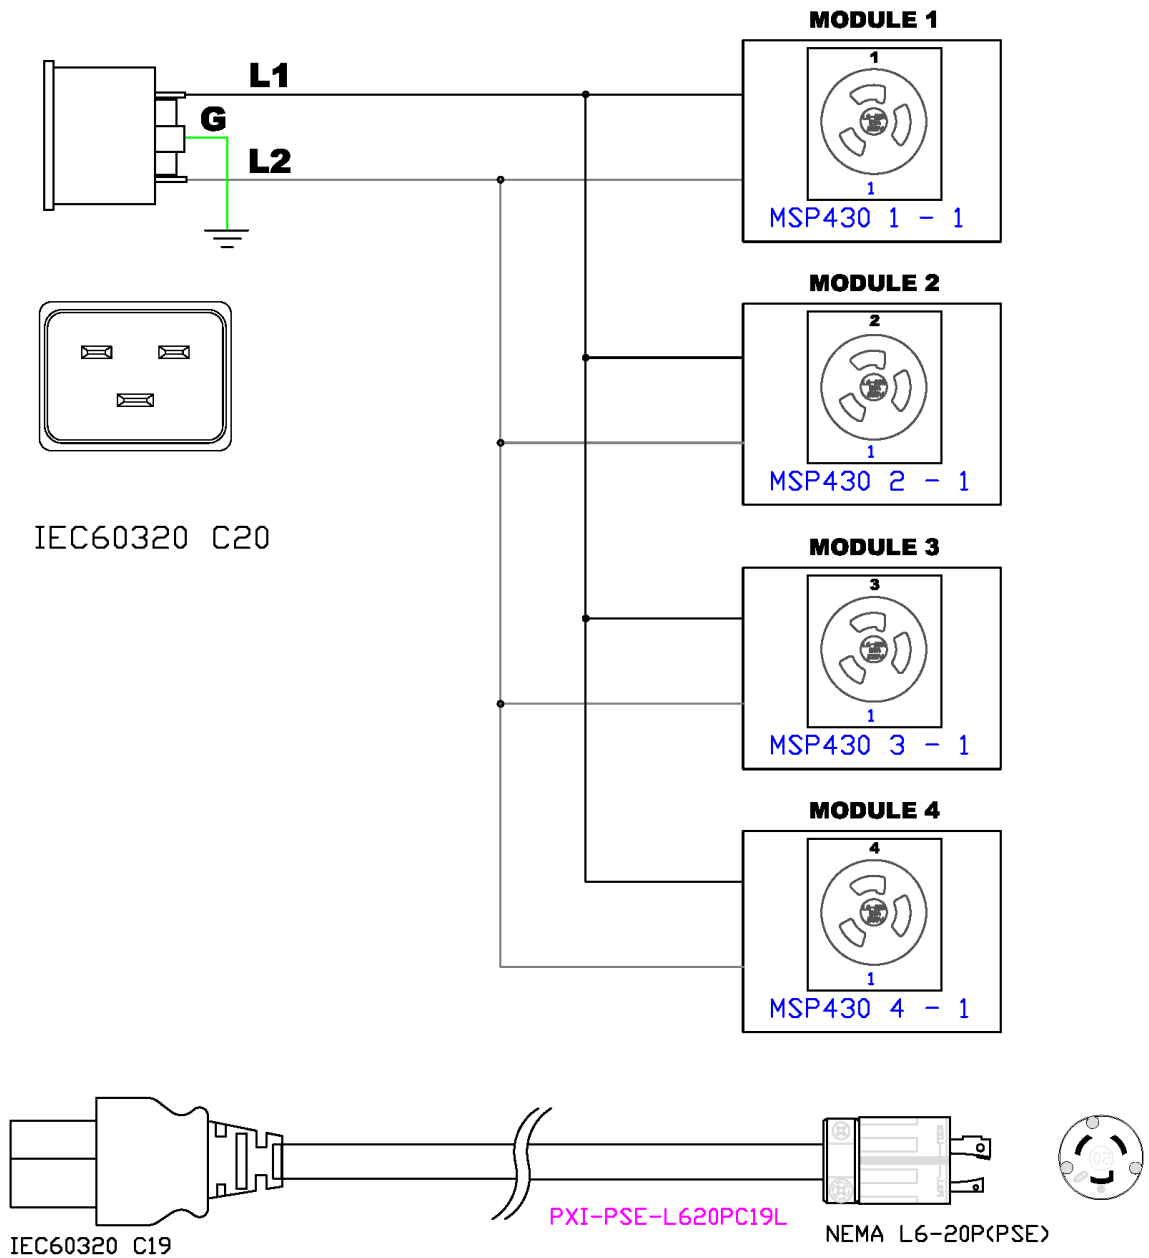 MODULE 1
L1
G
L2
1
1
MSP430 1 - 1
MODULE 2
2
1
MSP430 2 - 1
IEC60320 C20
MODULE 3
3
1
MSP430 3 - 1
MODULE 4
4
1
MSP430 4 - 1
PXI-PSE-L620PC19L
NEMA L6-20P(PSE)
IEC60320 C19